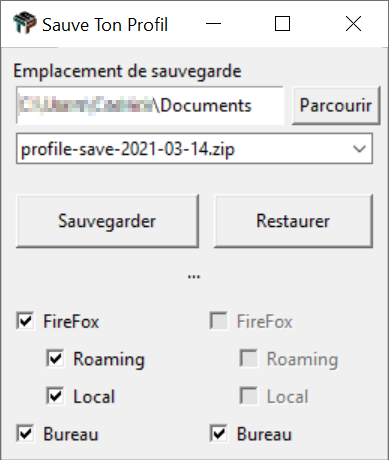 Sauve Ton Profil
Emplacement de sauvegarde
\Documents
Parcourir
profile-save-2021-03-14.zip
Sauvegarder
Restaurer
...
FireFox
FireFox
Roaming
Roaming
Local
Local
Bureau
Bureau